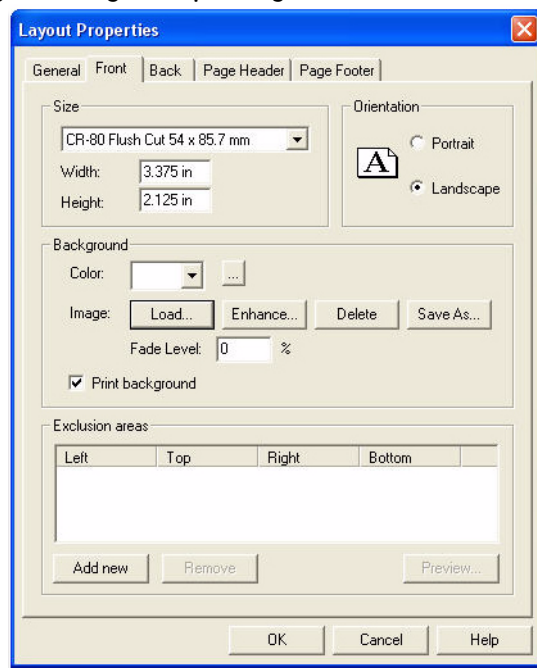 Layout Properties
General Front Back Page Header Page Footer
Size
CR-80 Flush Cut 54 x 85.7 mm
Width: 3.375 in
Height: 2.125 in
Orientation
A
Portrait
Landscape
Background
Color: ...
Image: Load... Enhance... Delete Save As...
Fade Level: 0 %
Print background
Exclusion areas
Left Top Right Bottom
Add new Remove Preview...
OK Cancel Help